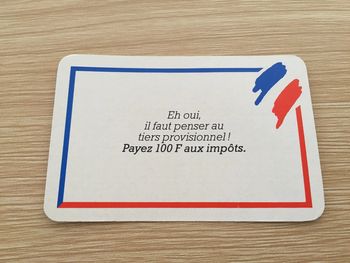 Eh oui,
il faut penser au
tiers provisionnel !
Payez 100 F aux impôts.